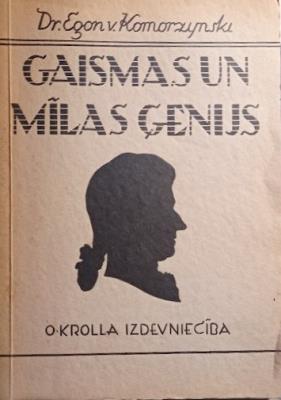 Dr. Egon v. Komorzynski
GAISMAS UN
MĪLAS ĢENIJS
O·KROLLA IZDEVNIECĪBA